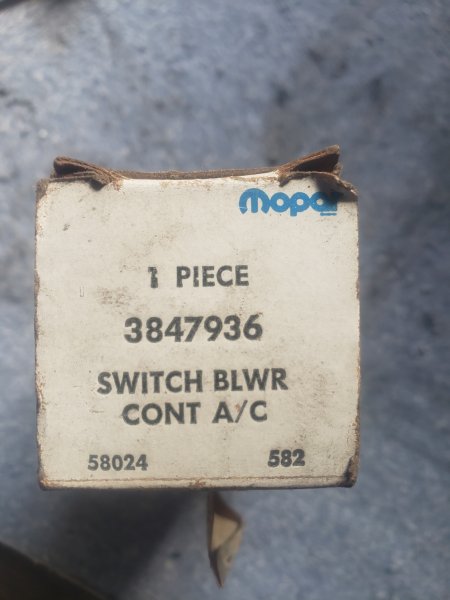 mopar
1 PIECE
3847936
SWITCH BLWR
CONT A/C
58024 582